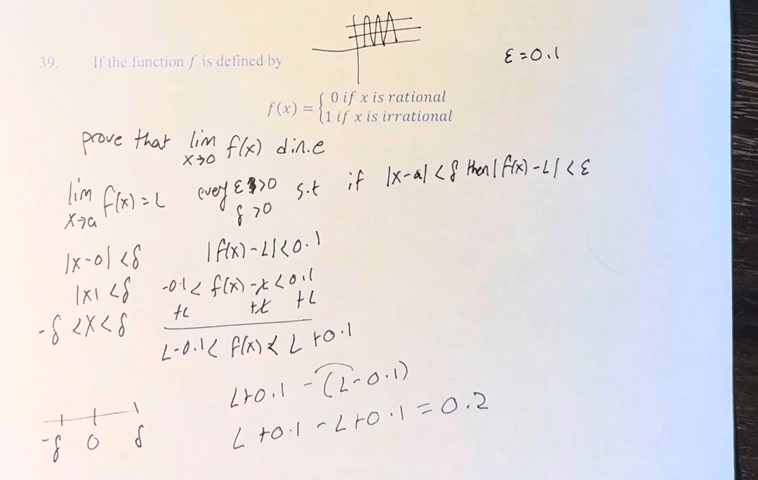 ε=0.1
39. If the function f is defined by
f(x) = { 0 if x is rational
1 if x is irrational
prove that lim x→0 f(x) d.n.e
lim x→a f(x)=L every ε>0 δ>0 s.t if |x-a|<δ then |f(x)-L|<ε
|x-0|<δ |f(x)-L|<0.1
|x|<δ -0.1< f(x)-L<0.1
-δ<x<δ +L +L +L
L-0.1< f(x)< L+0.1
L+0.1 -(L-0.1)
L+0.1-L+0.1=0.2
-δ 0 δ